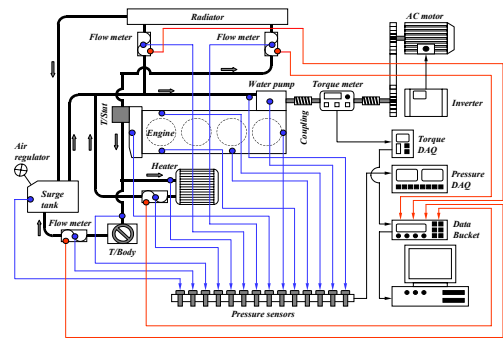 Radiator
AC motor
Flow meter
Flow meter
Water pump
Torque meter
T/Stat
Coupling
Inverter
Engine
Torque
DAQ
Air
regulator
Heater
Pressure
DAQ
Surge
tank
Flow meter
T/Body
Data
Bucket
Pressure sensors